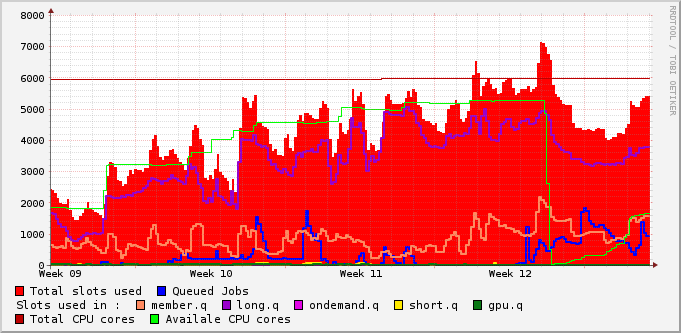 8000
7000
6000
5000
4000
3000
2000
1000
0
Week 09 Week 10 Week 11 Week 12
RRDTOOL / TOBI OETIKER
Total slots used Queued Jobs
Slots used in : member.q long.q ondemand.q short.q gpu.q
Total CPU cores Availale CPU cores